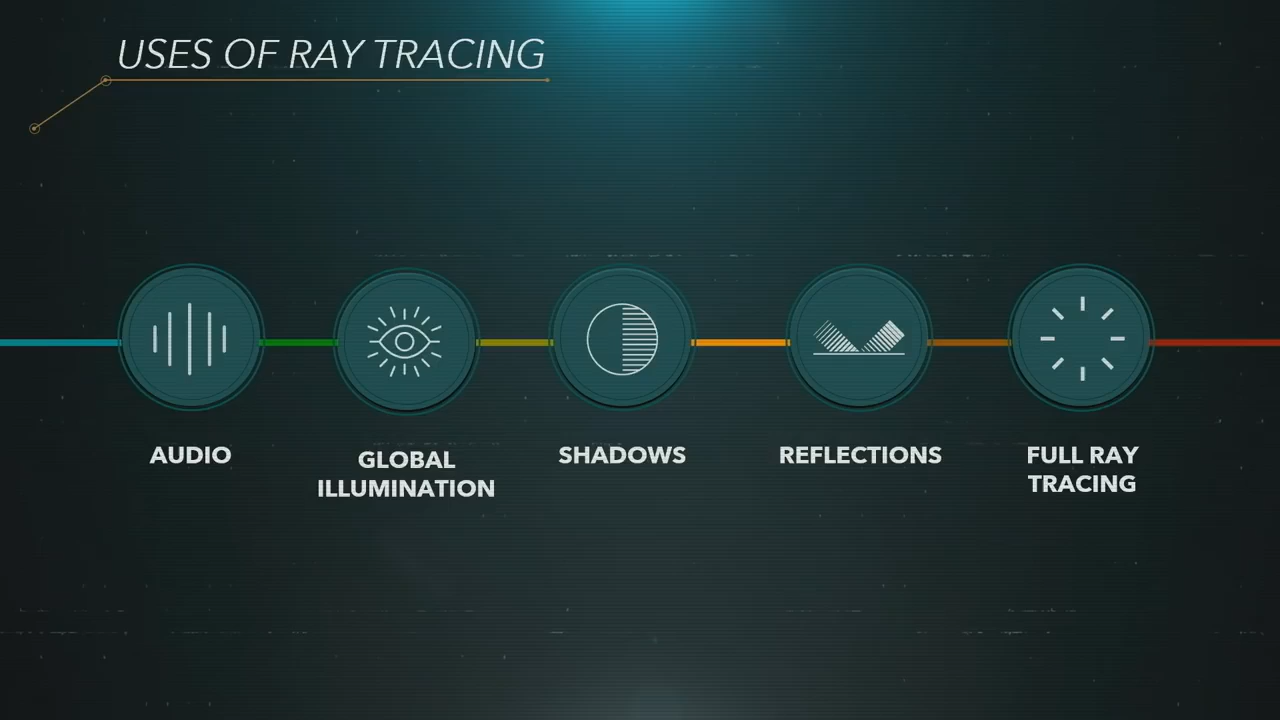 USES OF RAY TRACING
AUDIO
GLOBAL
ILLUMINATION
SHADOWS
REFLECTIONS
FULL RAY
TRACING